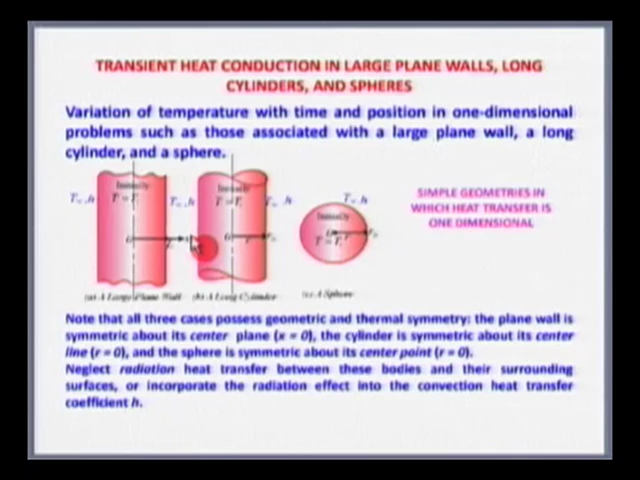 TRANSIENT HEAT CONDUCTION IN LARGE PLANE WALLS, LONG
CYLINDERS, AND SPHERES
Variation of temperature with time and position in one-dimensional
problems such as those associated with a large plane wall, a long
cylinder, and a sphere.
Initially Initially
T = Tᵢ T = Tᵢ
T∞, h T∞, h h T∞, h
Initially
T = Tᵢ
SIMPLE GEOMETRIES IN
WHICH HEAT TRANSFER IS
ONE DIMENSIONAL
(a) A Large Plane Wall (b) A Long Cylinder (c) A Sphere
Note that all three cases possess geometric and thermal symmetry: the plane wall is
symmetric about its center plane (x = 0), the cylinder is symmetric about its center
line (r = 0), and the sphere is symmetric about its center point (r = 0).
Neglect radiation heat transfer between these bodies and their surrounding
surfaces, or incorporate the radiation effect into the convection heat transfer
coefficient h.